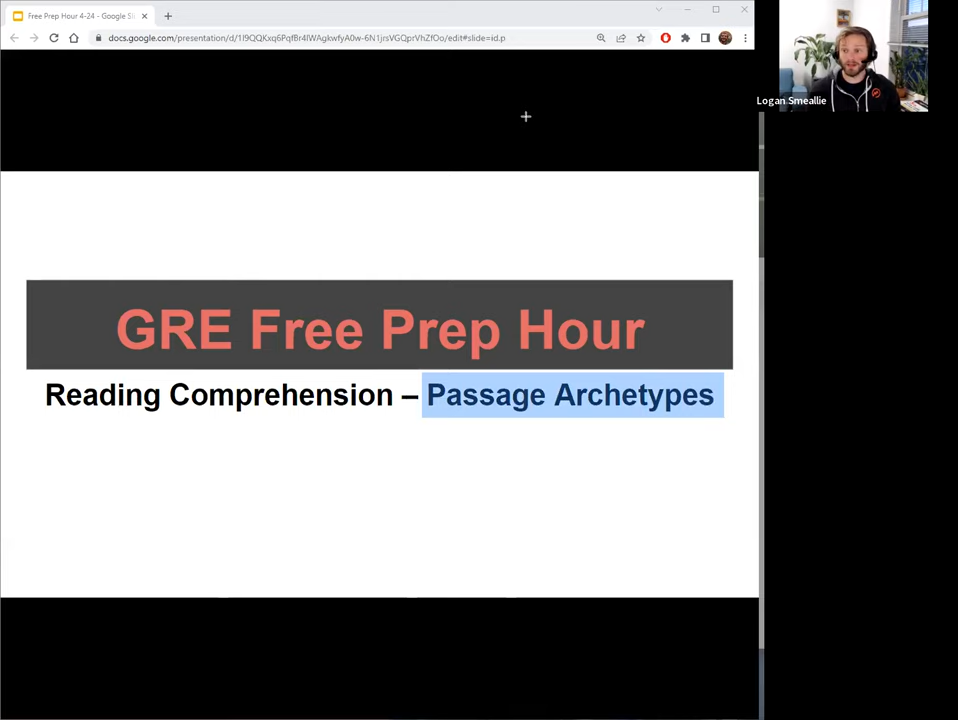 Free Prep Hour 4-24 - Google Sli
docs.google.com/presentation/d/1I9QQKxq6PqfBr4lWAgkwfyA0w-6N1jrsVGQprVhZfOo/edit#slide=id.p
Logan Smeallie
GRE Free Prep Hour
Reading Comprehension – Passage Archetypes